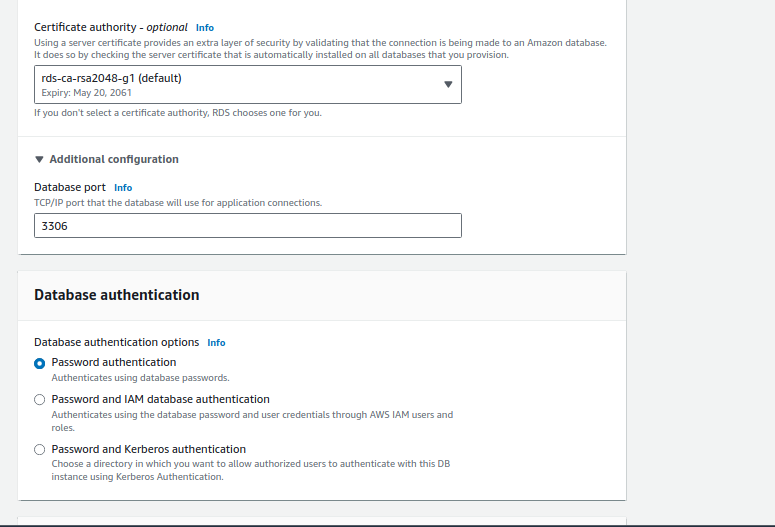 Certificate authority - optional Info
Using a server certificate provides an extra layer of security by validating that the connection is being made to an Amazon database.
It does so by checking the server certificate that is automatically installed on all databases that you provision.
rds-ca-rsa2048-g1 (default)
Expiry: May 20, 2061
If you don't select a certificate authority, RDS chooses one for you.
Additional configuration
Database port Info
TCP/IP port that the database will use for application connections.
3306
Database authentication
Database authentication options Info
Password authentication
Authenticates using database passwords.
Password and IAM database authentication
Authenticates using the database password and user credentials through AWS IAM users and
roles.
Password and Kerberos authentication
Choose a directory in which you want to allow authorized users to authenticate with this DB
instance using Kerberos Authentication.